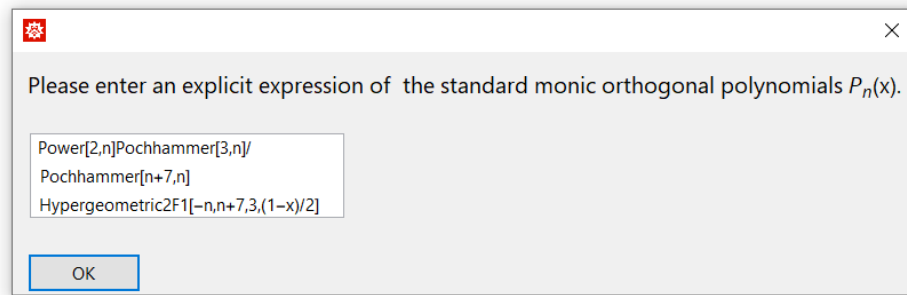 Please enter an explicit expression of the standard monic orthogonal polynomials Pₙ(x).
Power[2,n]Pochhammer[3,n]/
Pochhammer[n+7,n]
Hypergeometric2F1[−n,n+7,3,(1−x)/2]
OK